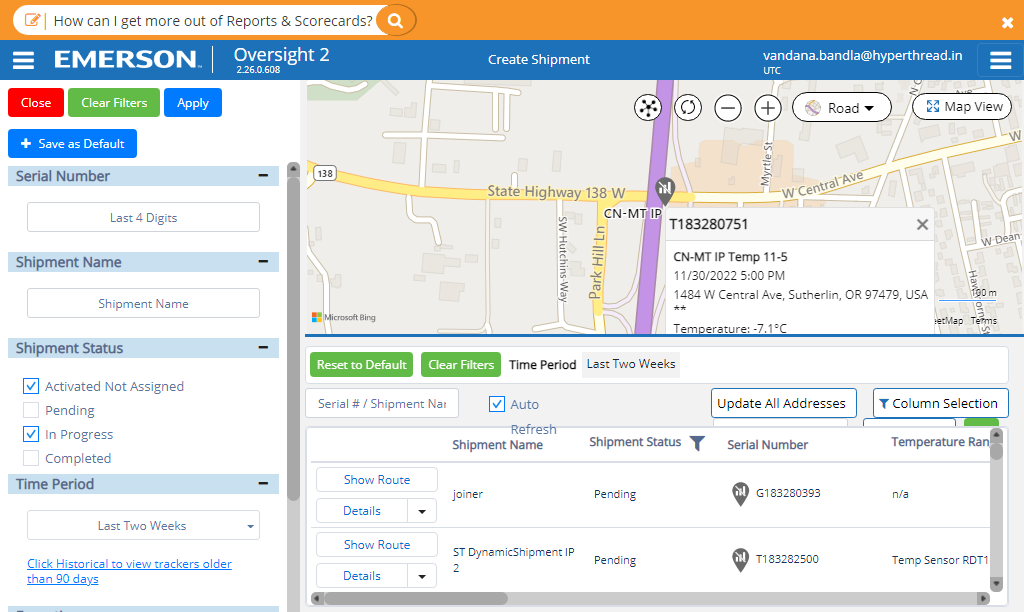 How can I get more out of Reports & Scorecards?
EMERSON
Oversight 2
2.26.0.608
Create Shipment
vandana.bandla@hyperthread.in
UTC
Close
Clear Filters
Apply
Save as Default
Serial Number
Last 4 Digits
Shipment Name
Shipment Name
Shipment Status
Activated Not Assigned
Pending
In Progress
Completed
Time Period
Last Two Weeks
Click Historical to view trackers older
than 90 days
Road
Map View
138
State Highway 138 W
W Central Ave
Myrtle St
CN-MT IP
SW Hutchins Way
Park Hill Ln
W Dean
Hawthorne St
100 m
Microsoft Bing
eetMap Terms
T183280751
CN-MT IP Temp 11-5
11/30/2022 5:00 PM
1484 W Central Ave, Sutherlin, OR 97479, USA
**
Temperature: -7.1°C
Reset to Default
Clear Filters
Time Period
Last Two Weeks
Serial # / Shipment Nar
Auto
Refresh
Update All Addresses
Column Selection
Shipment Name
Shipment Status
Serial Number
Temperature Ran
Show Route
Details
joiner
Pending
G183280393
n/a
Show Route
Details
ST DynamicShipment IP
2
Pending
T183282500
Temp Sensor RDT1